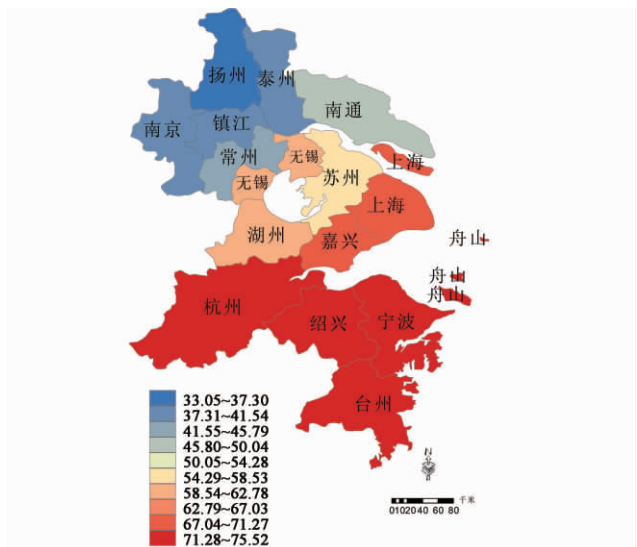 扬州
泰州
南通
南京
镇江
常州
无锡
上海
无锡
苏州
上海
湖州
嘉兴
舟山
舟山
舟山
杭州
绍兴
宁波
台州
33.05~37.30
37.31~41.54
41.55~45.79
45.80~50.04
50.05~54.28
54.29~58.53
58.54~62.78
62.79~67.03
67.04~71.27
71.28~75.52
千米
01020 40 60 80